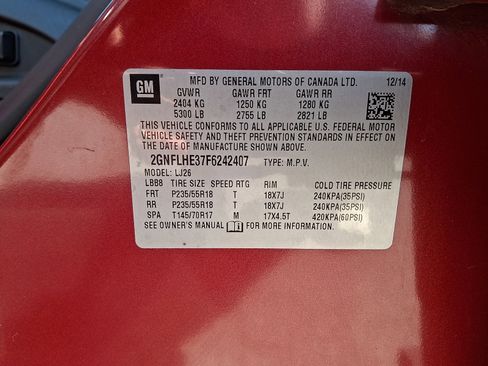 GM
MFD BY GENERAL MOTORS OF CANADA LTD. 12/14
GVWR GAWR FRT GAWR RR
2404 KG 1250 KG 1280 KG
5300 LB 2755 LB 2821 LB
THIS VEHICLE CONFORMS TO ALL APPLICABLE U.S. FEDERAL MOTOR
VEHICLE SAFETY, BUMPER, AND THEFT PREVENTION STANDARDS IN EFFECT
ON THE DATE OF MANUFACTURE SHOWN ABOVE.
2GNFLHE37F6242407 TYPE: M.P.V.
MODEL: LJ26
LBB8 TIRE SIZE SPEED RTG RIM COLD TIRE PRESSURE
FRT P235/55R18 T 18X7J 240KPA(35PSI)
RR P235/55R18 T 18X7J 240KPA(35PSI)
SPA T145/70R17 M 17X4.5T 420KPA(60PSI)
SEE OWNER'S MANUAL FOR MORE INFORMATION.